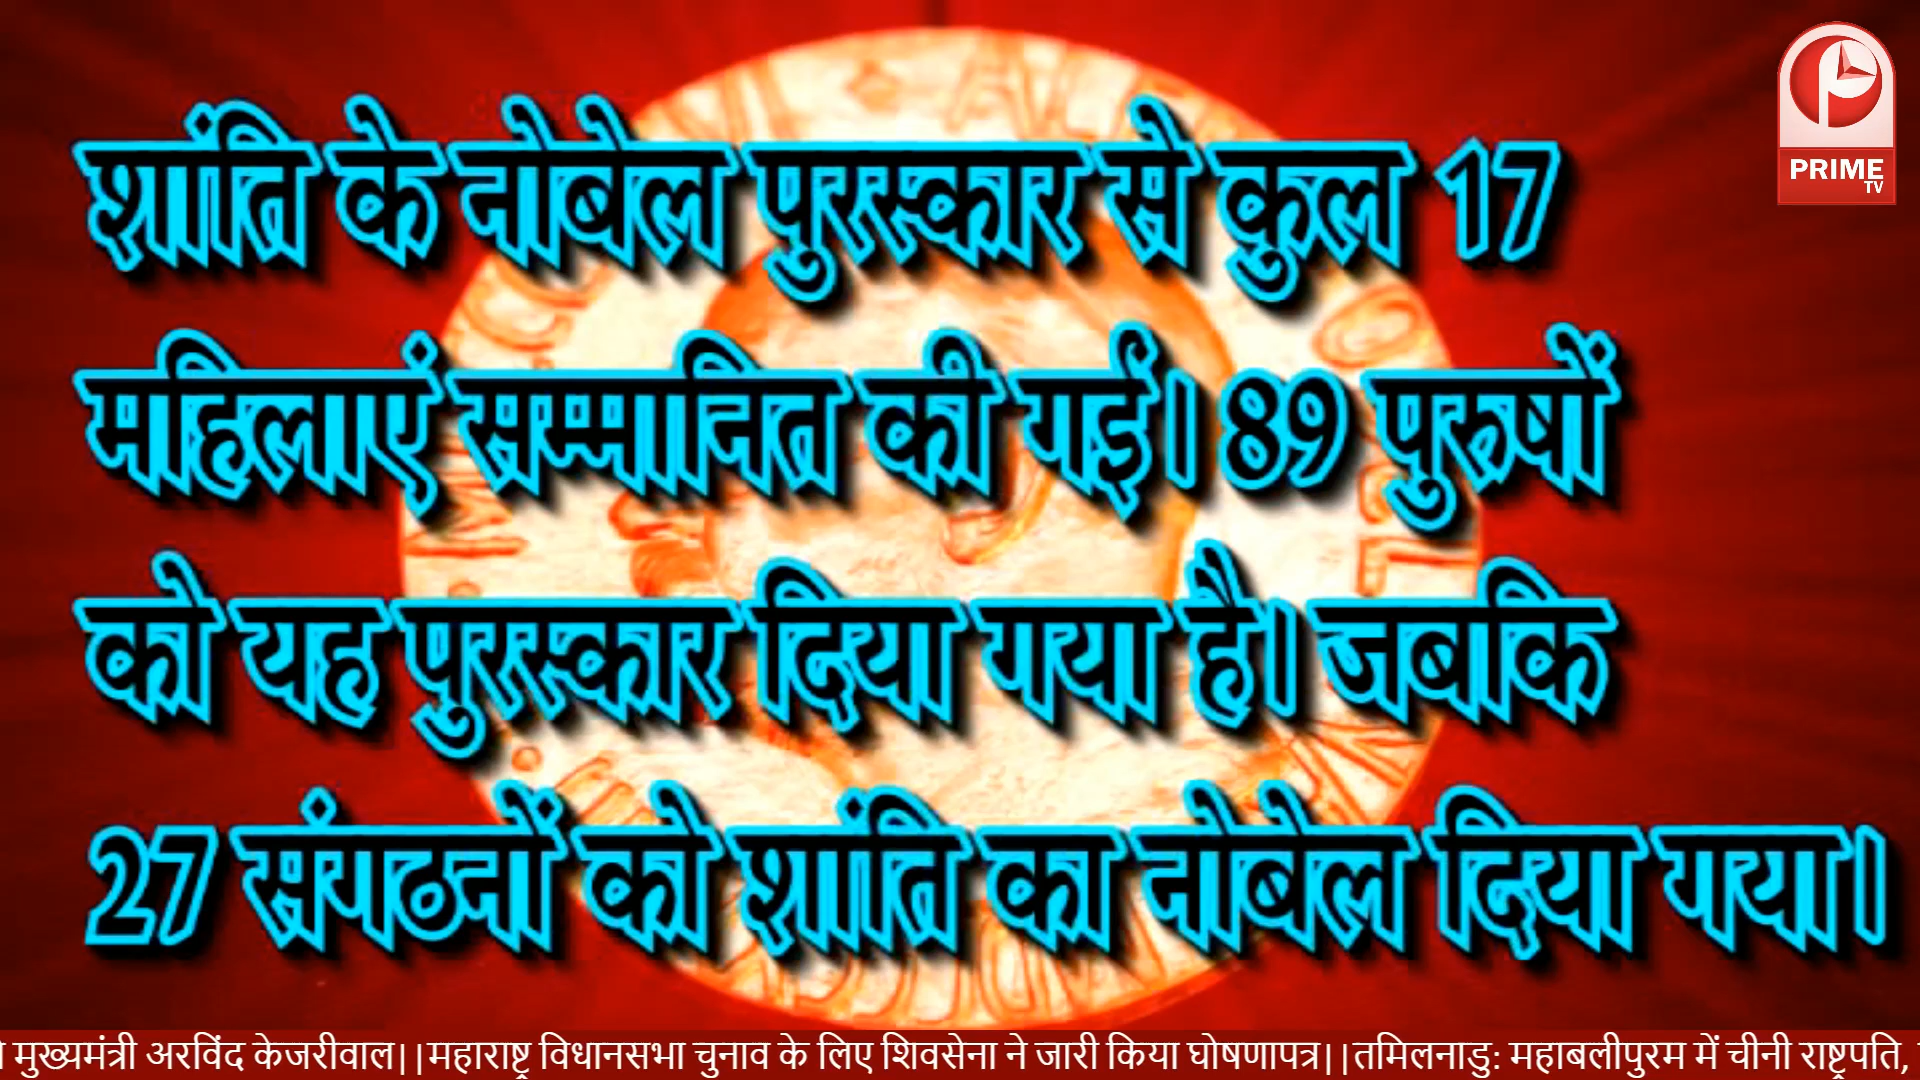 शांति के नोबेल पुरस्कार से कुल 17
महिलाएं सम्मानित की गईं। 89 पुरुषों
को यह पुरस्कार दिया गया है। जबकि
27 संगठनों को शांति का नोबेल दिया गया।
PRIME
TV
मुख्यमंत्री अरविंद केजरीवाल||महाराष्ट्र विधानसभा चुनाव के लिए शिवसेना ने जारी किया घोषणापत्र||तमिलनाडु: महाबलीपुरम में चीनी राष्ट्रपति,